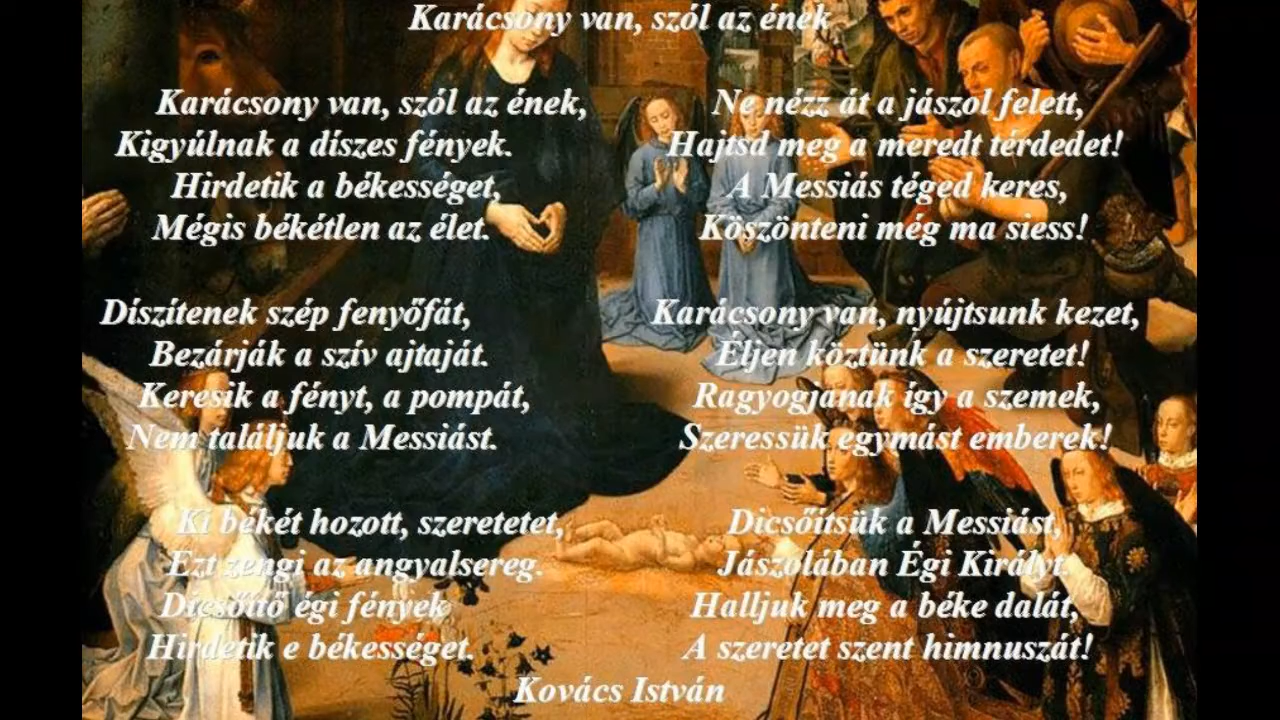 Karácsony van, szól az ének
Karácsony van, szól az ének,
Kigyúlnak a díszes fények.
Hirdetik a békességet,
Mégis békétlen az élet.
Díszítenek szép fenyőfát,
Bezárják a szív ajtaját.
Keresik a fényt, a pompát,
Nem találjuk a Messiást.
Ki békét hozott, szeretetet,
Ezt zengi az angyalsereg.
Dicsőítő égi fények
Hirdetik e békességet.
Ne nézz át a jászol felett,
Hajtsd meg a meredt térdedet!
A Messiás téged keres,
Köszönteni még ma siess!
Karácsony van, nyújtsunk kezet,
Éljen köztünk a szeretet!
Ragyogjanak így a szemek,
Szeressük egymást emberek!
Dicsőítsük a Messiást,
Jászolában Égi Királyt.
Halljuk meg a béke dalát,
A szeretet szent himnuszát!
Kovács István